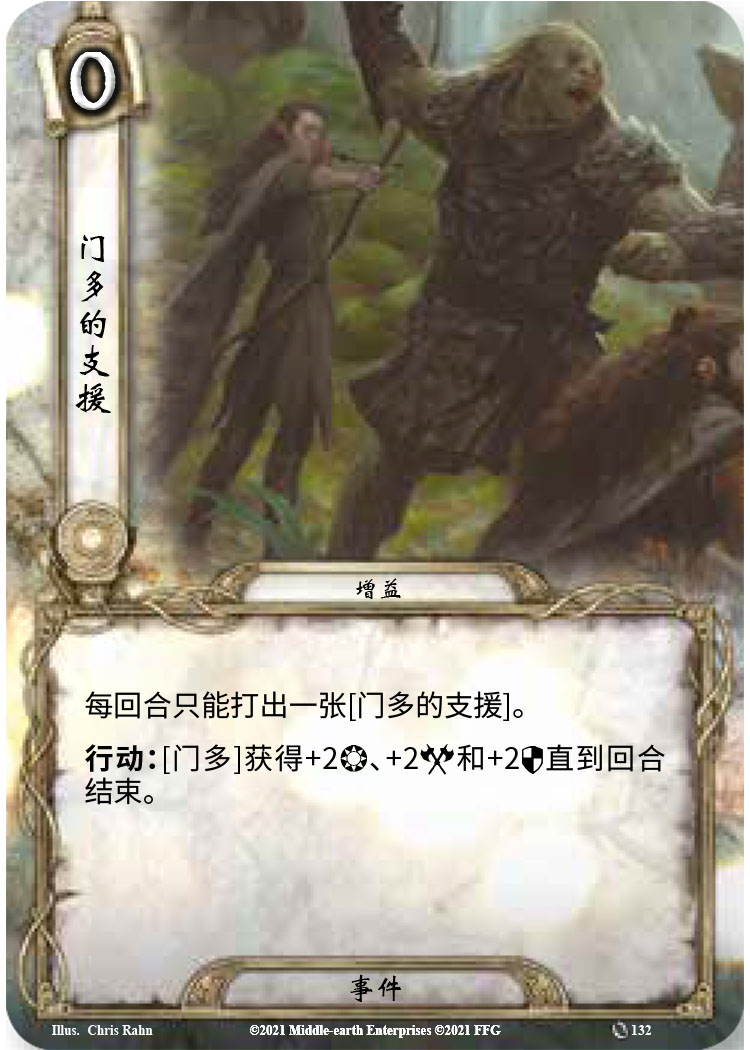 0
门多的支援
增益
每回合只能打出一张[门多的支援]。
行动：[门多]获得+2、+2和+2直到回合
结束。
事件
Illus. Chris Rahn ©2021 Middle-earth Enterprises ©2021 FFG 132